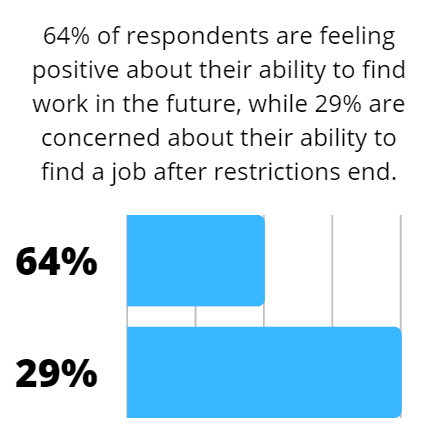 64% of respondents are feeling
positive about their ability to find
work in the future, while 29% are
concerned about their ability to
find a job after restrictions end.
64%
29%